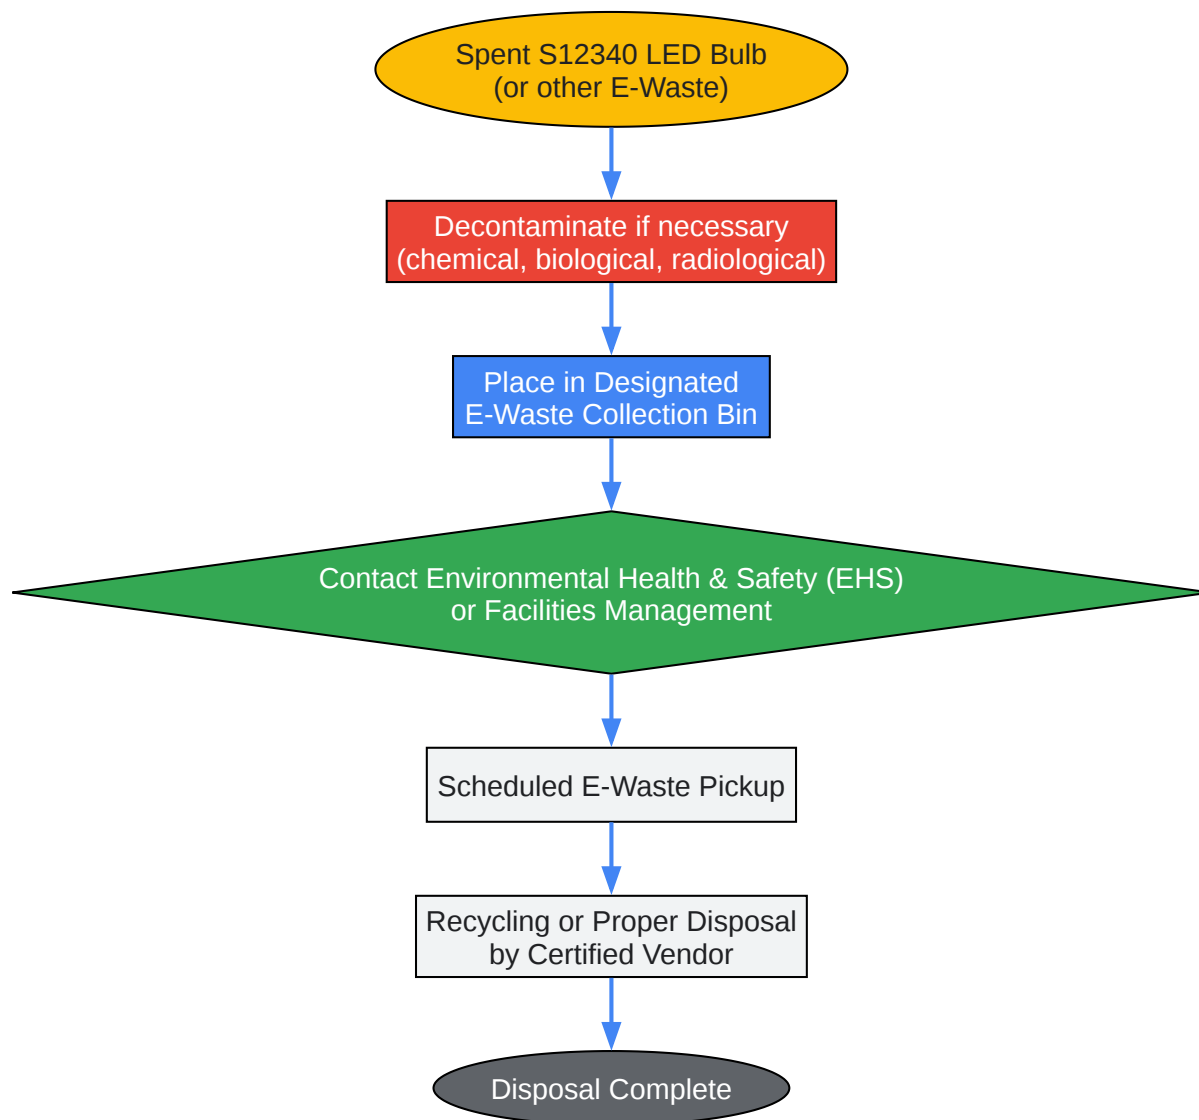 Spent S12340 LED Bulb
(or other E-Waste)
Decontaminate if necessary
(chemical, biological, radiological)
Place in Designated
E-Waste Collection Bin
Contact Environmental Health & Safety (EHS)
or Facilities Management
Scheduled E-Waste Pickup
Recycling or Proper Disposal
by Certified Vendor
Disposal Complete